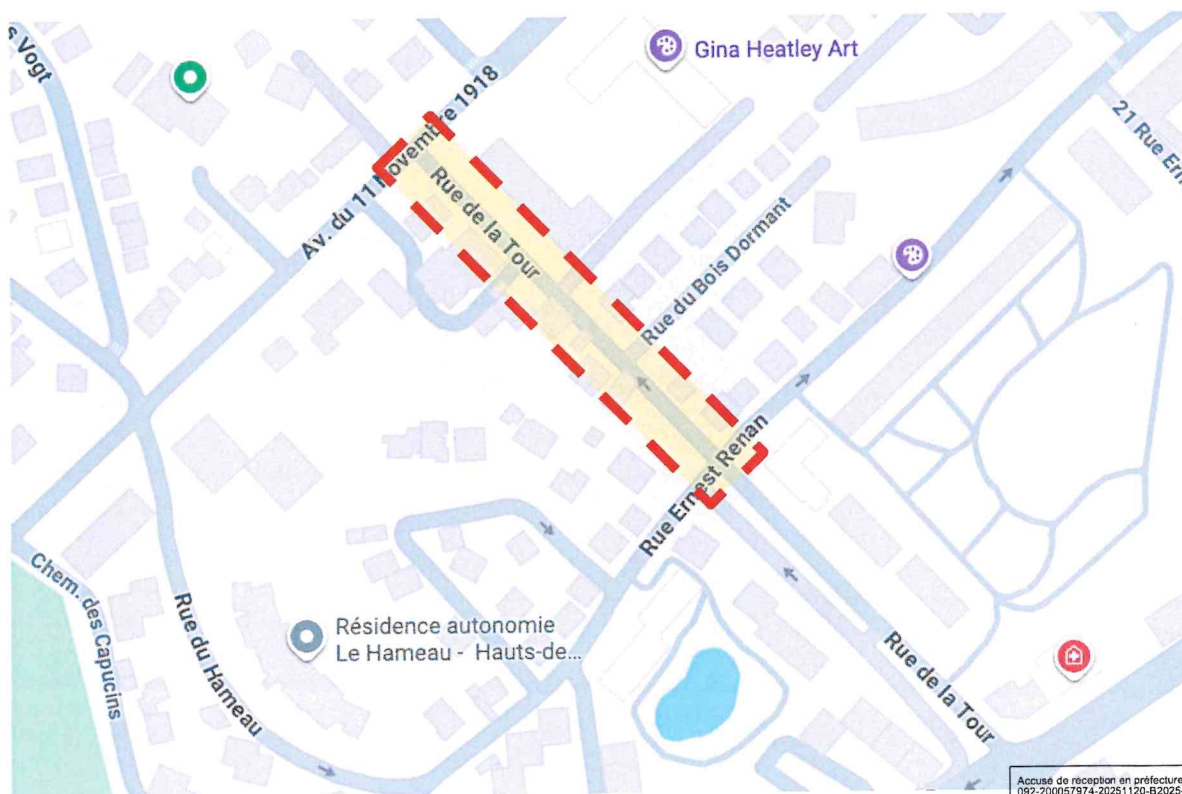 s Vogt
Gina Heatley Art
Av. du 11 Novembre 1918
21 Rue Ern
Rue de la Tour
Rue du Bois Dormant
Rue Ernest Renan
Chem. des Capucins
Rue du Hameau
Résidence autonomie
Le Hameau - Hauts-de...
Rue de la Tour
Accusé de réception en préfecture
092-200057974-20251120-B2025-